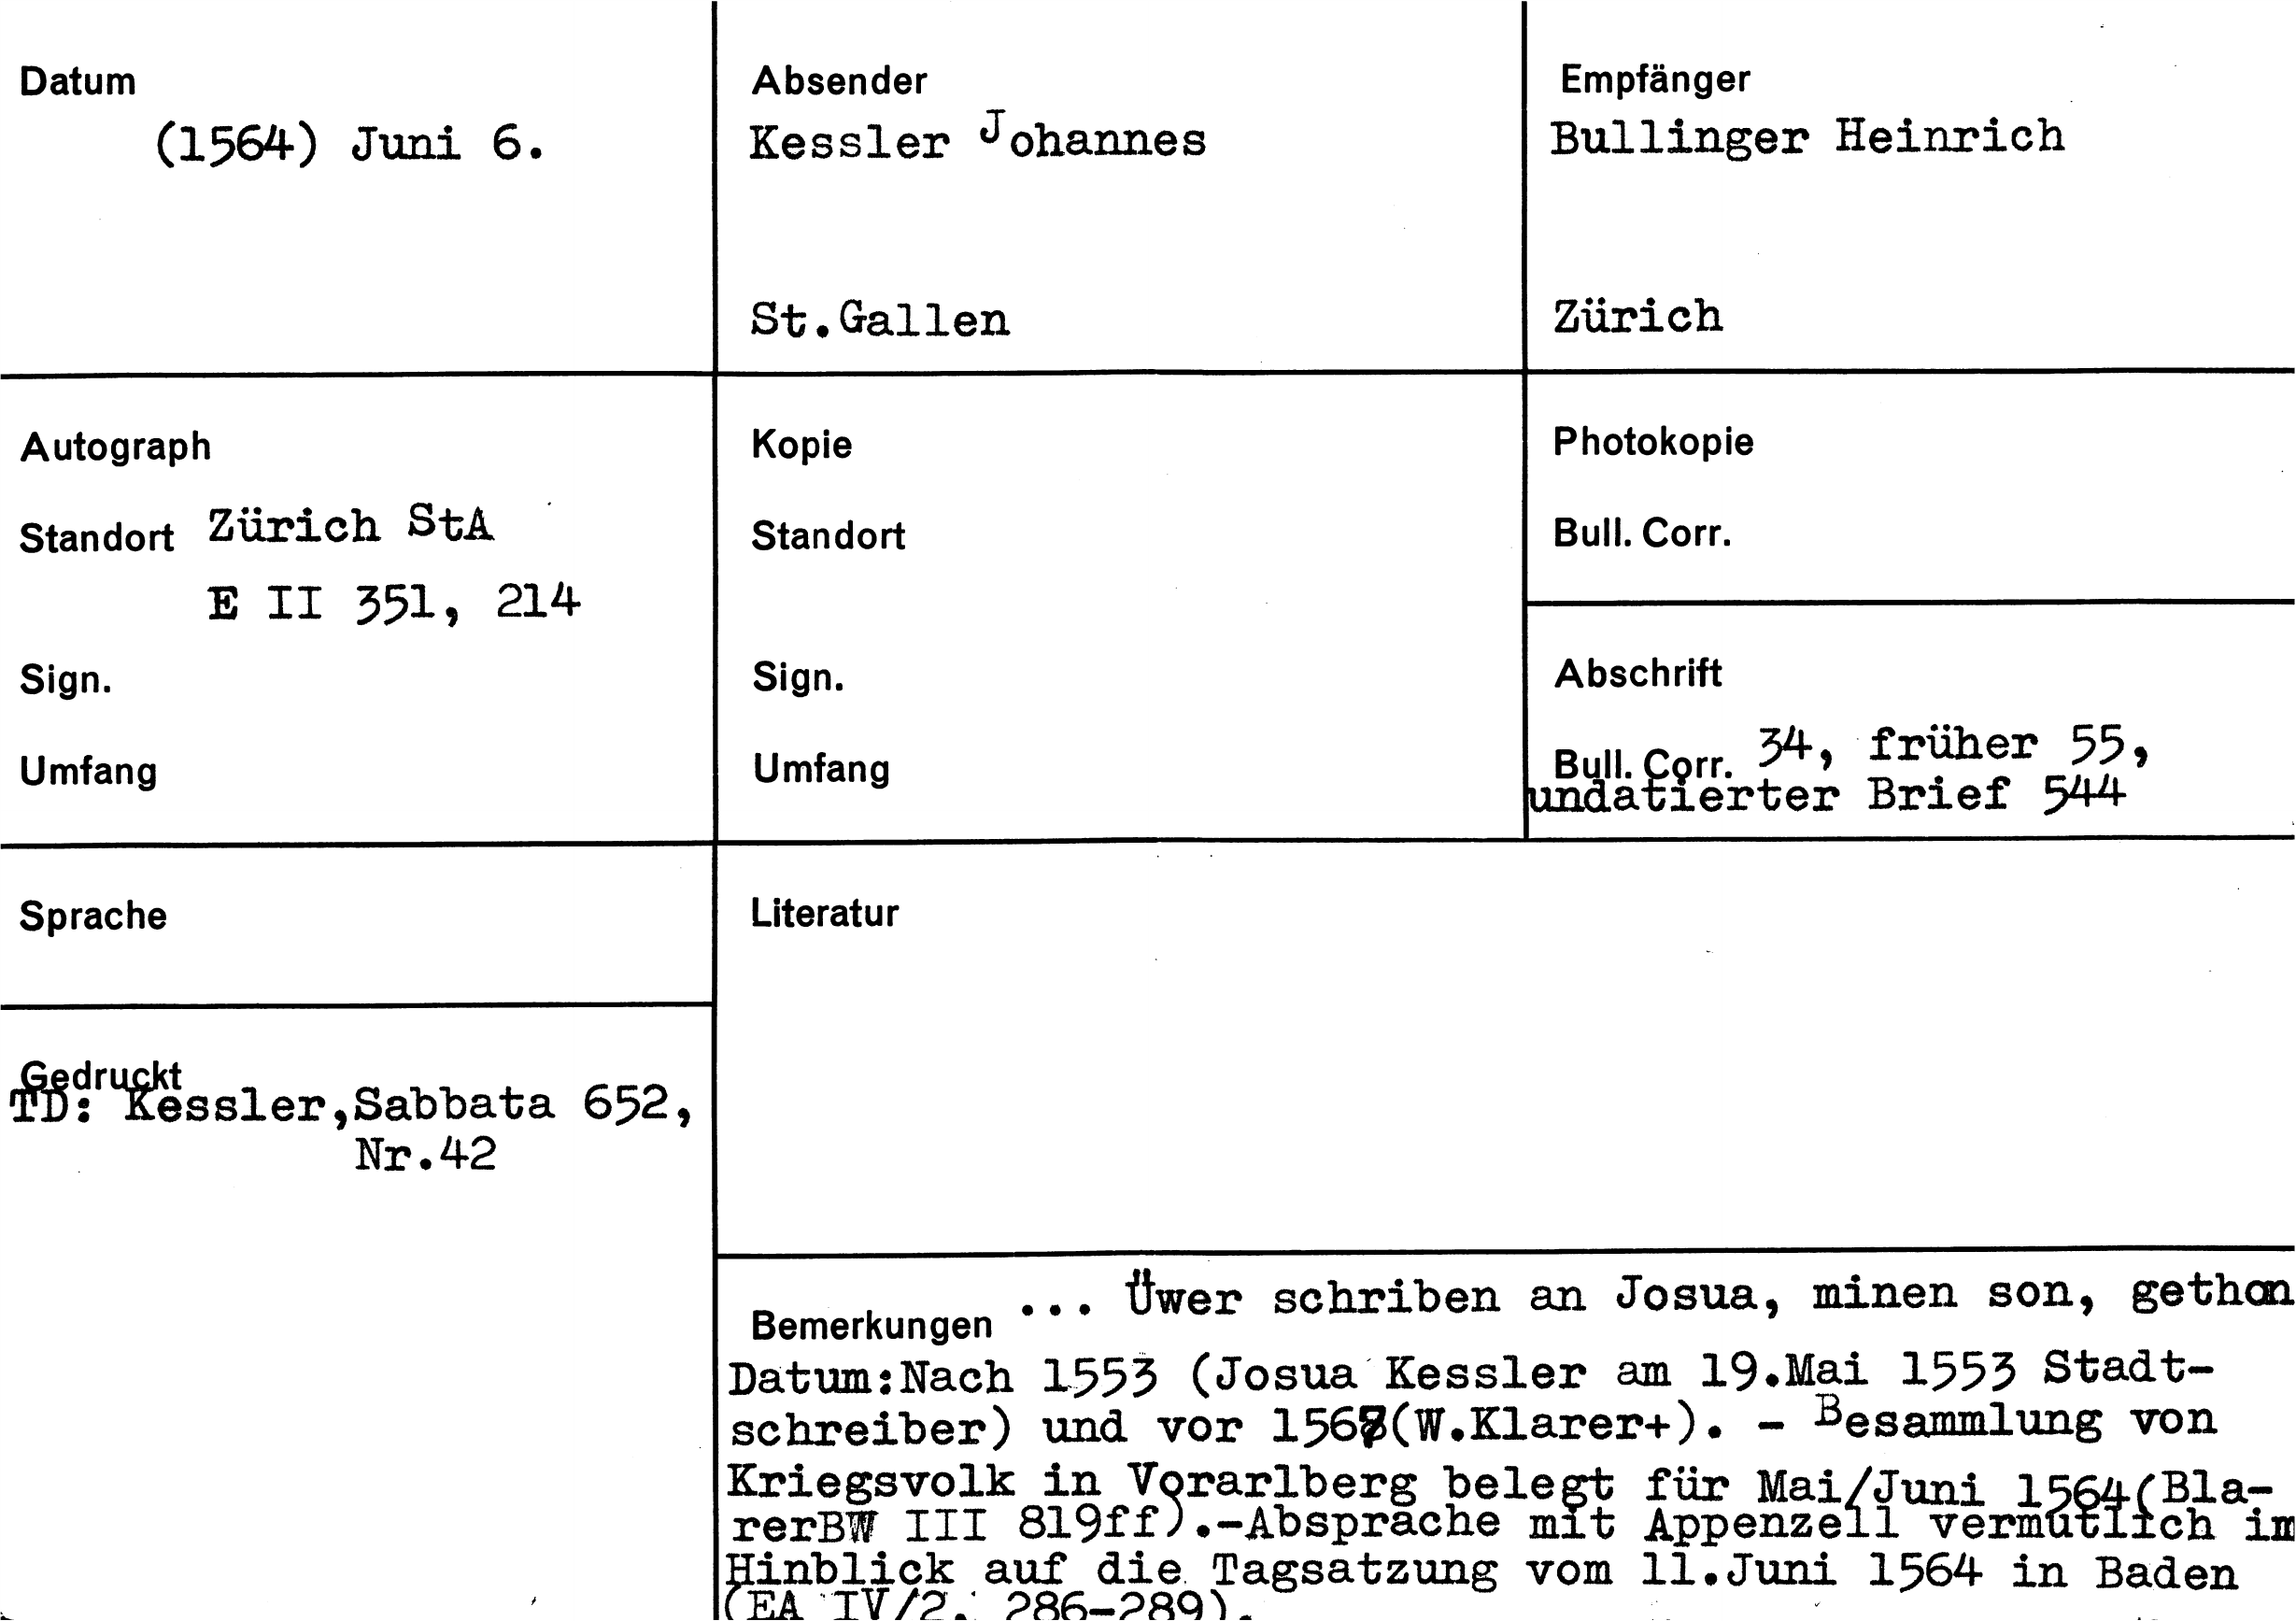 Datum
(1564) Juni 6.
Absender
Kessler Johannes
St.Gallen
Empfänger
Bullinger Heinrich
Zürich
Autograph
Standort Zürich StA
E II 351, 214
Sign.
Umfang
Kopie
Standort
Sign.
Umfang
Photokopie
Bull. Corr.
Abschrift
Bull. Corr. 34, früher 55,
undatierter Brief 544
Sprache
Literatur
Gedruckt
TD: Kessler,Sabbata 652,
Nr.42
Bemerkungen ... Üwer schriben an Josua, minen son, gethon
Datum:Nach 1553 (Josua Kessler am 19.Mai 1553 Stadt-
schreiber) und vor (W.Klarer+). - Besammlung von
Kriegsvolk in Vorarlberg belegt für Mai/Juni 1564(Bla-
rerBW III 819ff).-Absprache mit Appenzell vermutlich im
Hinblick auf die Tagsatzung vom 11.Juni 1564 in Baden
(EA IV/2, 286-289).